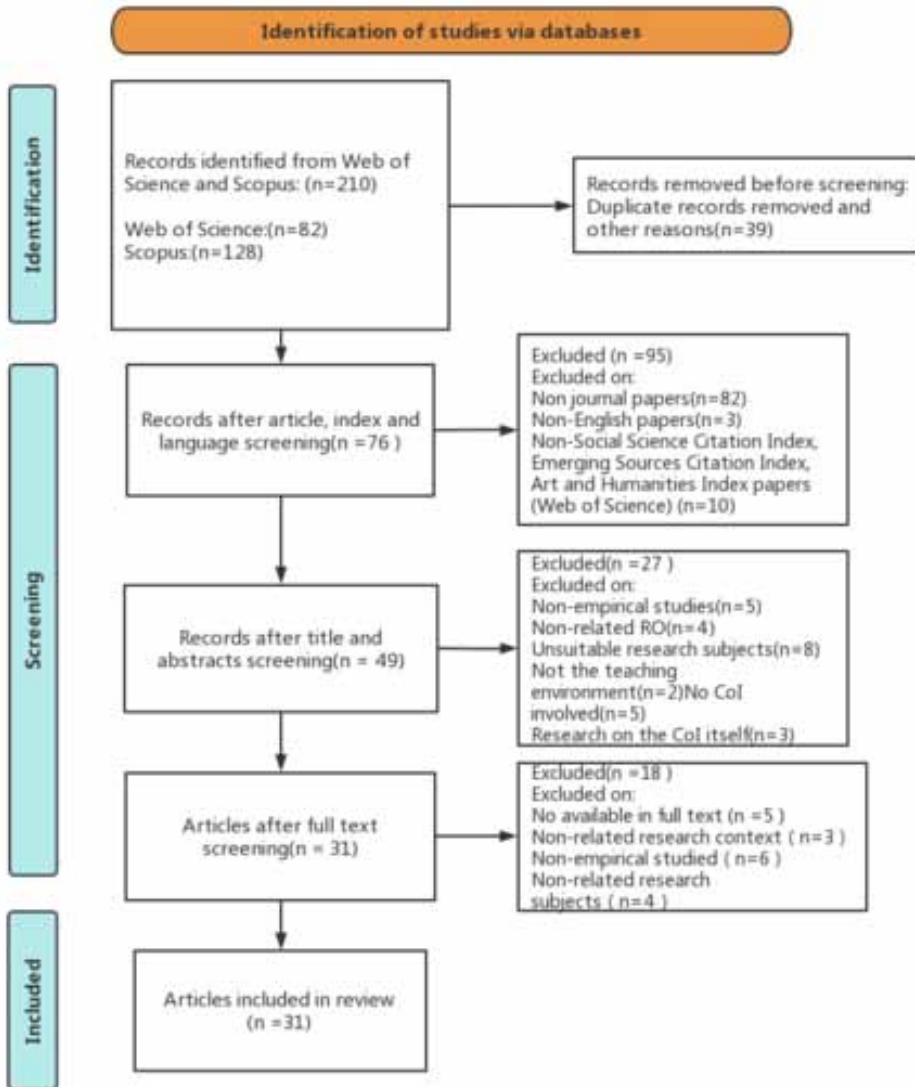 Identification of studies via databases
Identification
Records identified from Web of
Science and Scopus: (n=210)
Web of Science:(n=82)
Scopus:(n=128)
Records removed before screening:
Duplicate records removed and
other reasons(n=39)
Screening
Records after article, index and
language screening(n =76 )
Excluded (n =95)
Excluded on:
Non journal papers(n=82)
Non-English papers(n=3)
Non-Social Science Citation Index,
Emerging Sources Citation Index,
Art and Humanities Index papers
(Web of Science) (n=10)
Records after title and
abstracts screening(n = 49)
Excluded(n =27 )
Excluded on:
Non-empirical studies(n=5)
Non-related RO(n=4)
Unsuitable research subjects(n=8)
Not the teaching
environment(n=2)No CoI
involved(n=5)
Research on the CoI itself(n=3)
Articles after full text
screening(n = 31)
Excluded(n =18 )
Excluded on:
No available in full text (n =5 )
Non-related research context ( n=3 )
Non-empirical studied ( n=6 )
Non-related research
subjects ( n=4 )
Included
Articles included in review
(n =31)